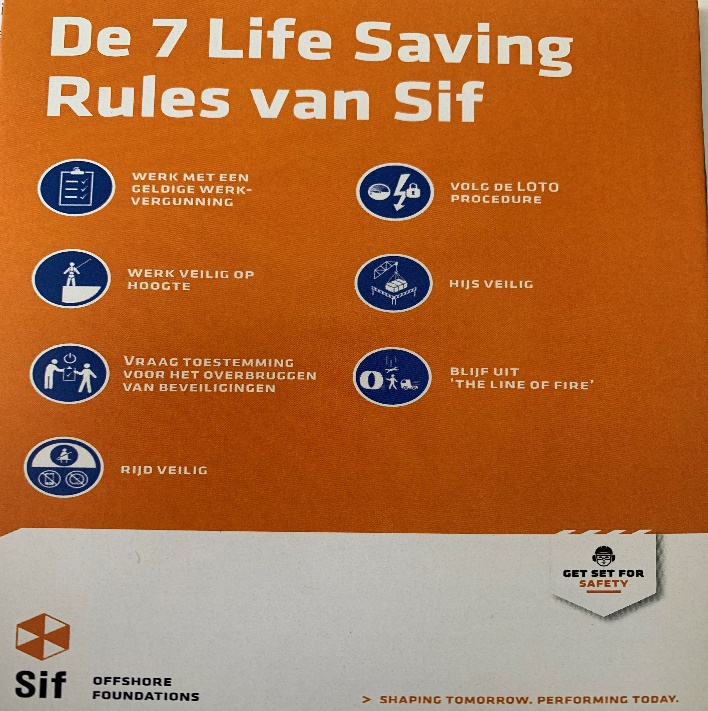 De 7 Life Saving
Rules van Sif
WERK MET EEN
GELDIGE WERK-
VERGUNNING
VOLG DE LOTO
PROCEDURE
WERK VEILIG OP
HOOGTE
HIJS VEILIG
VRAAG TOESTEMMING
VOOR HET OVERBRUGGEN
VAN BEVEILIGINGEN
BLIJF UIT
'THE LINE OF FIRE'
RIJD VEILIG
GET SET FOR
SAFETY
Sif
OFFSHORE
FOUNDATIONS
> SHAPING TOMORROW. PERFORMING TODAY.